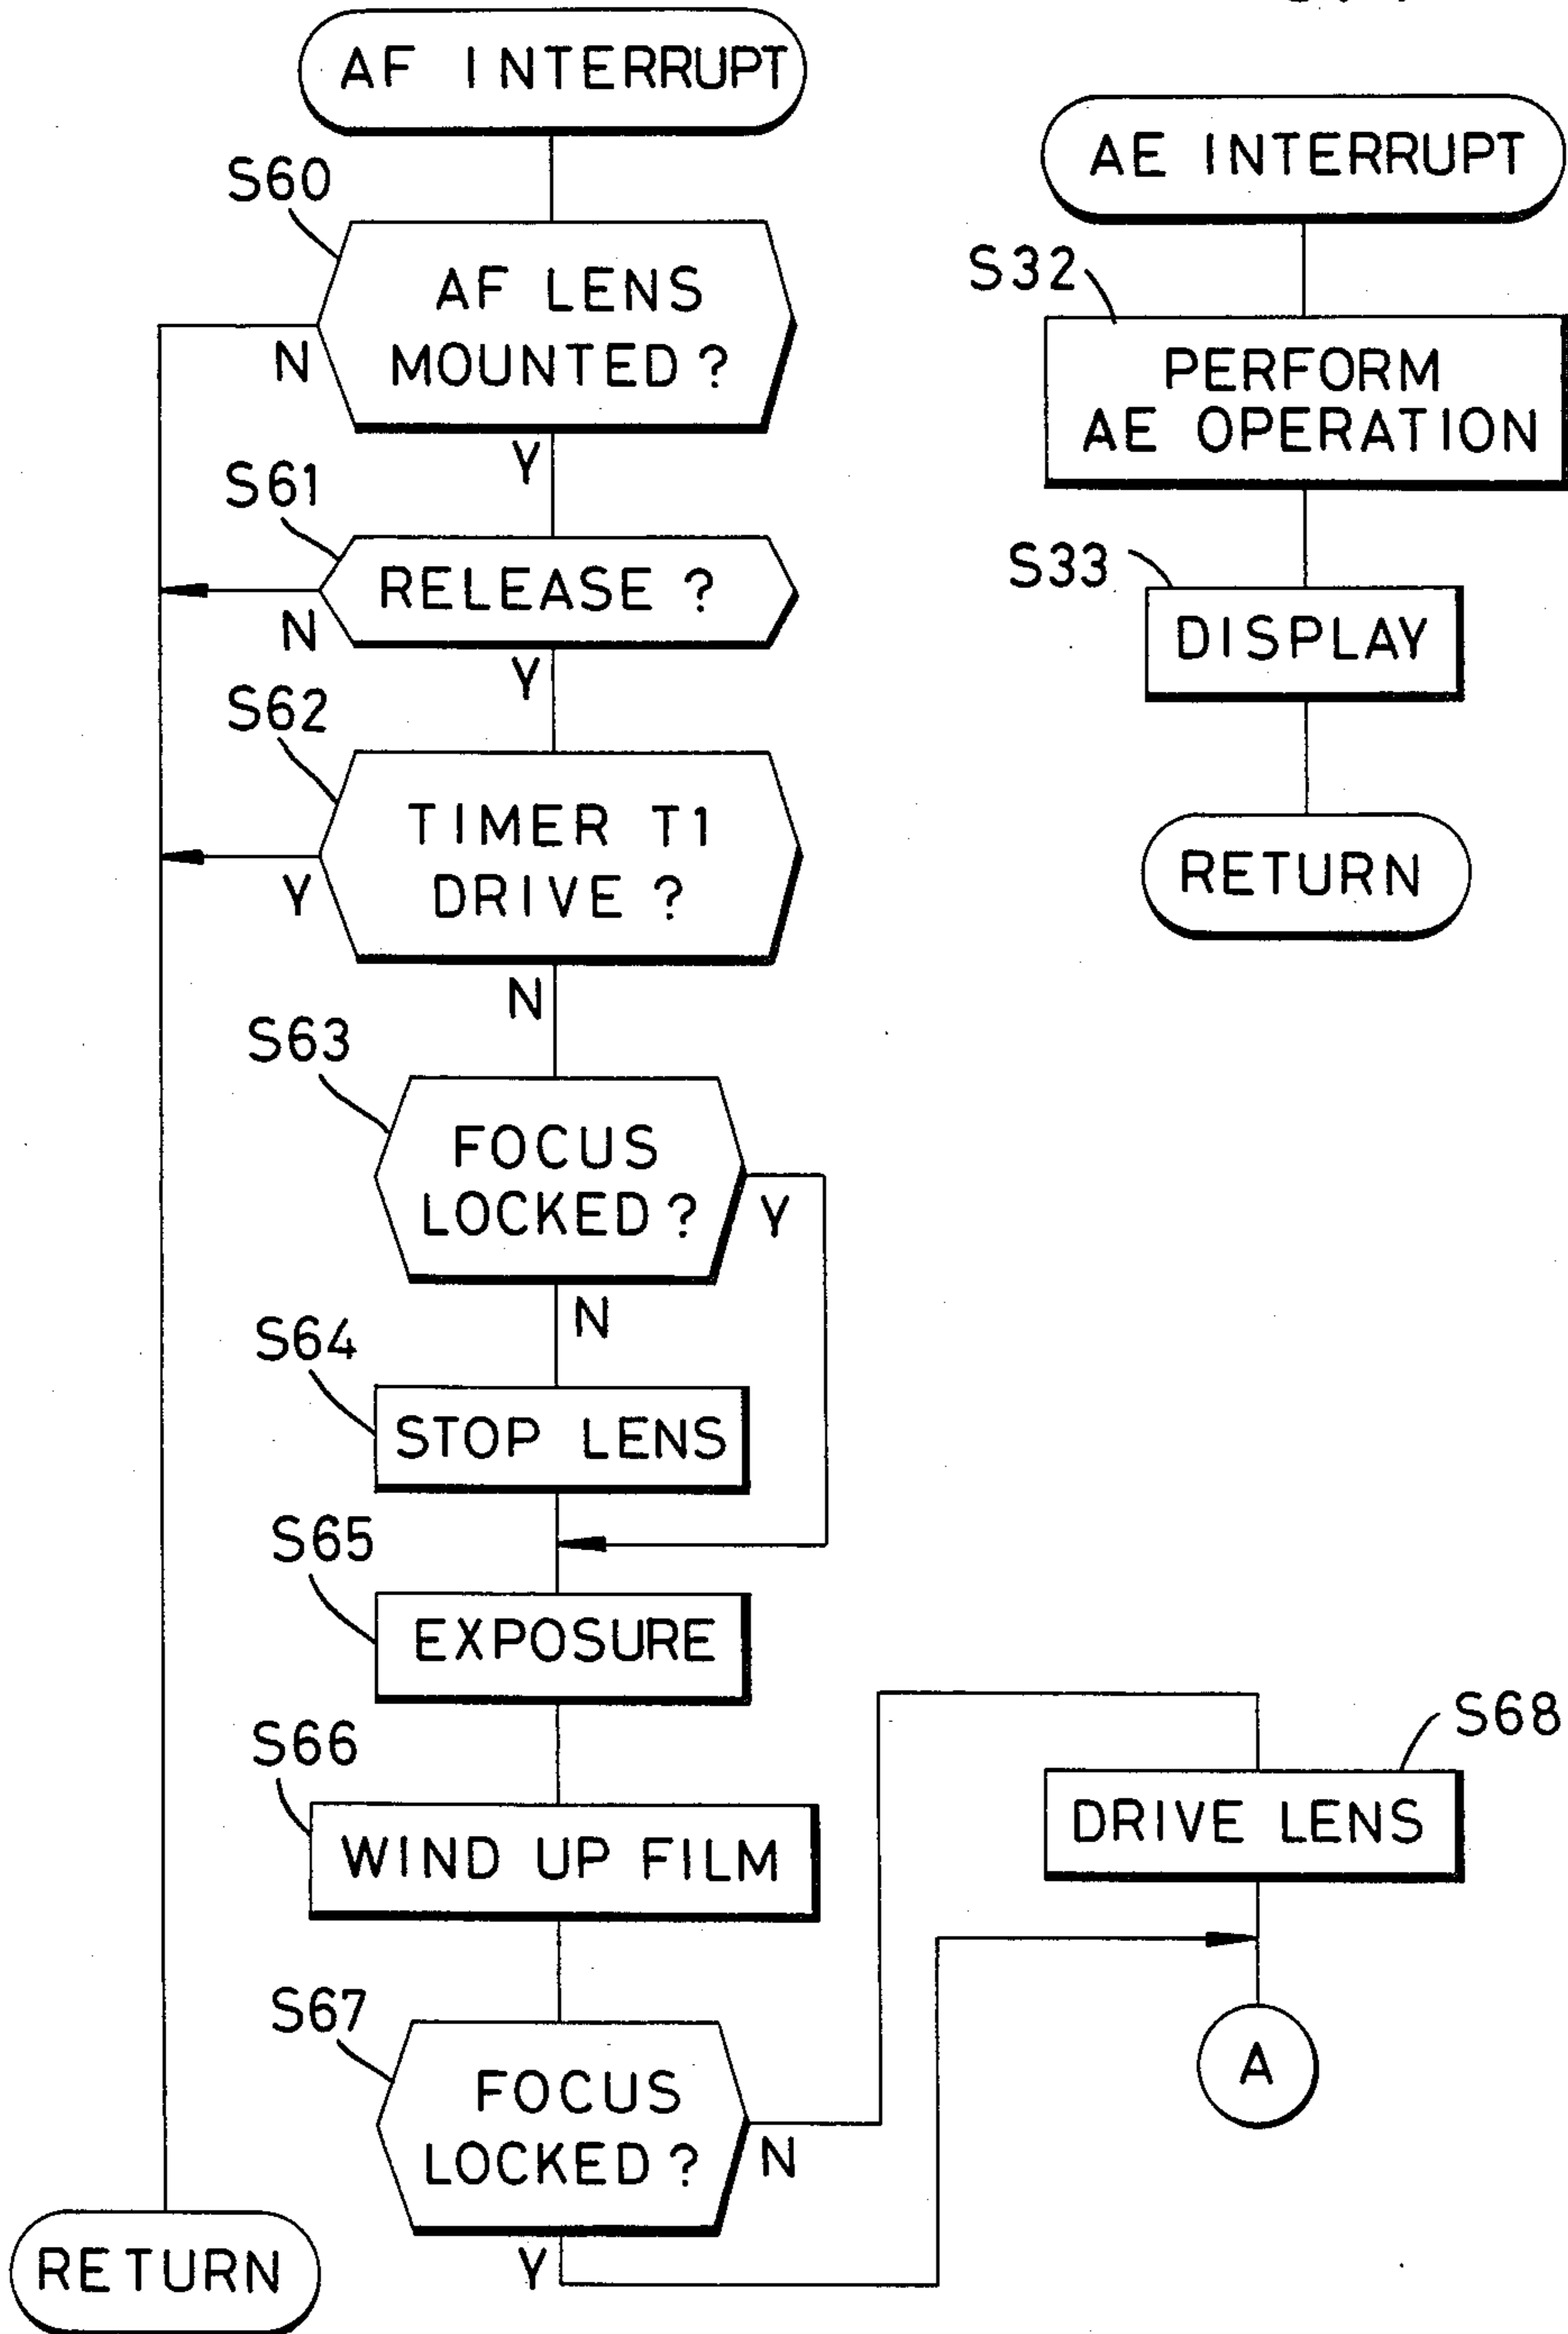 AF INTERRUPT
S60
AF LENS
MOUNTED ?
N
Y
S61
RELEASE ?
N
Y
S62
TIMER T1
DRIVE ?
Y
N
S63
FOCUS
LOCKED ?
Y
N
S64
STOP LENS
S65
EXPOSURE
S66
WIND UP FILM
S67
FOCUS
LOCKED ?
N
Y
RETURN
AE INTERRUPT
S32
PERFORM
AE OPERATION
S33
DISPLAY
RETURN
S68
DRIVE LENS
A